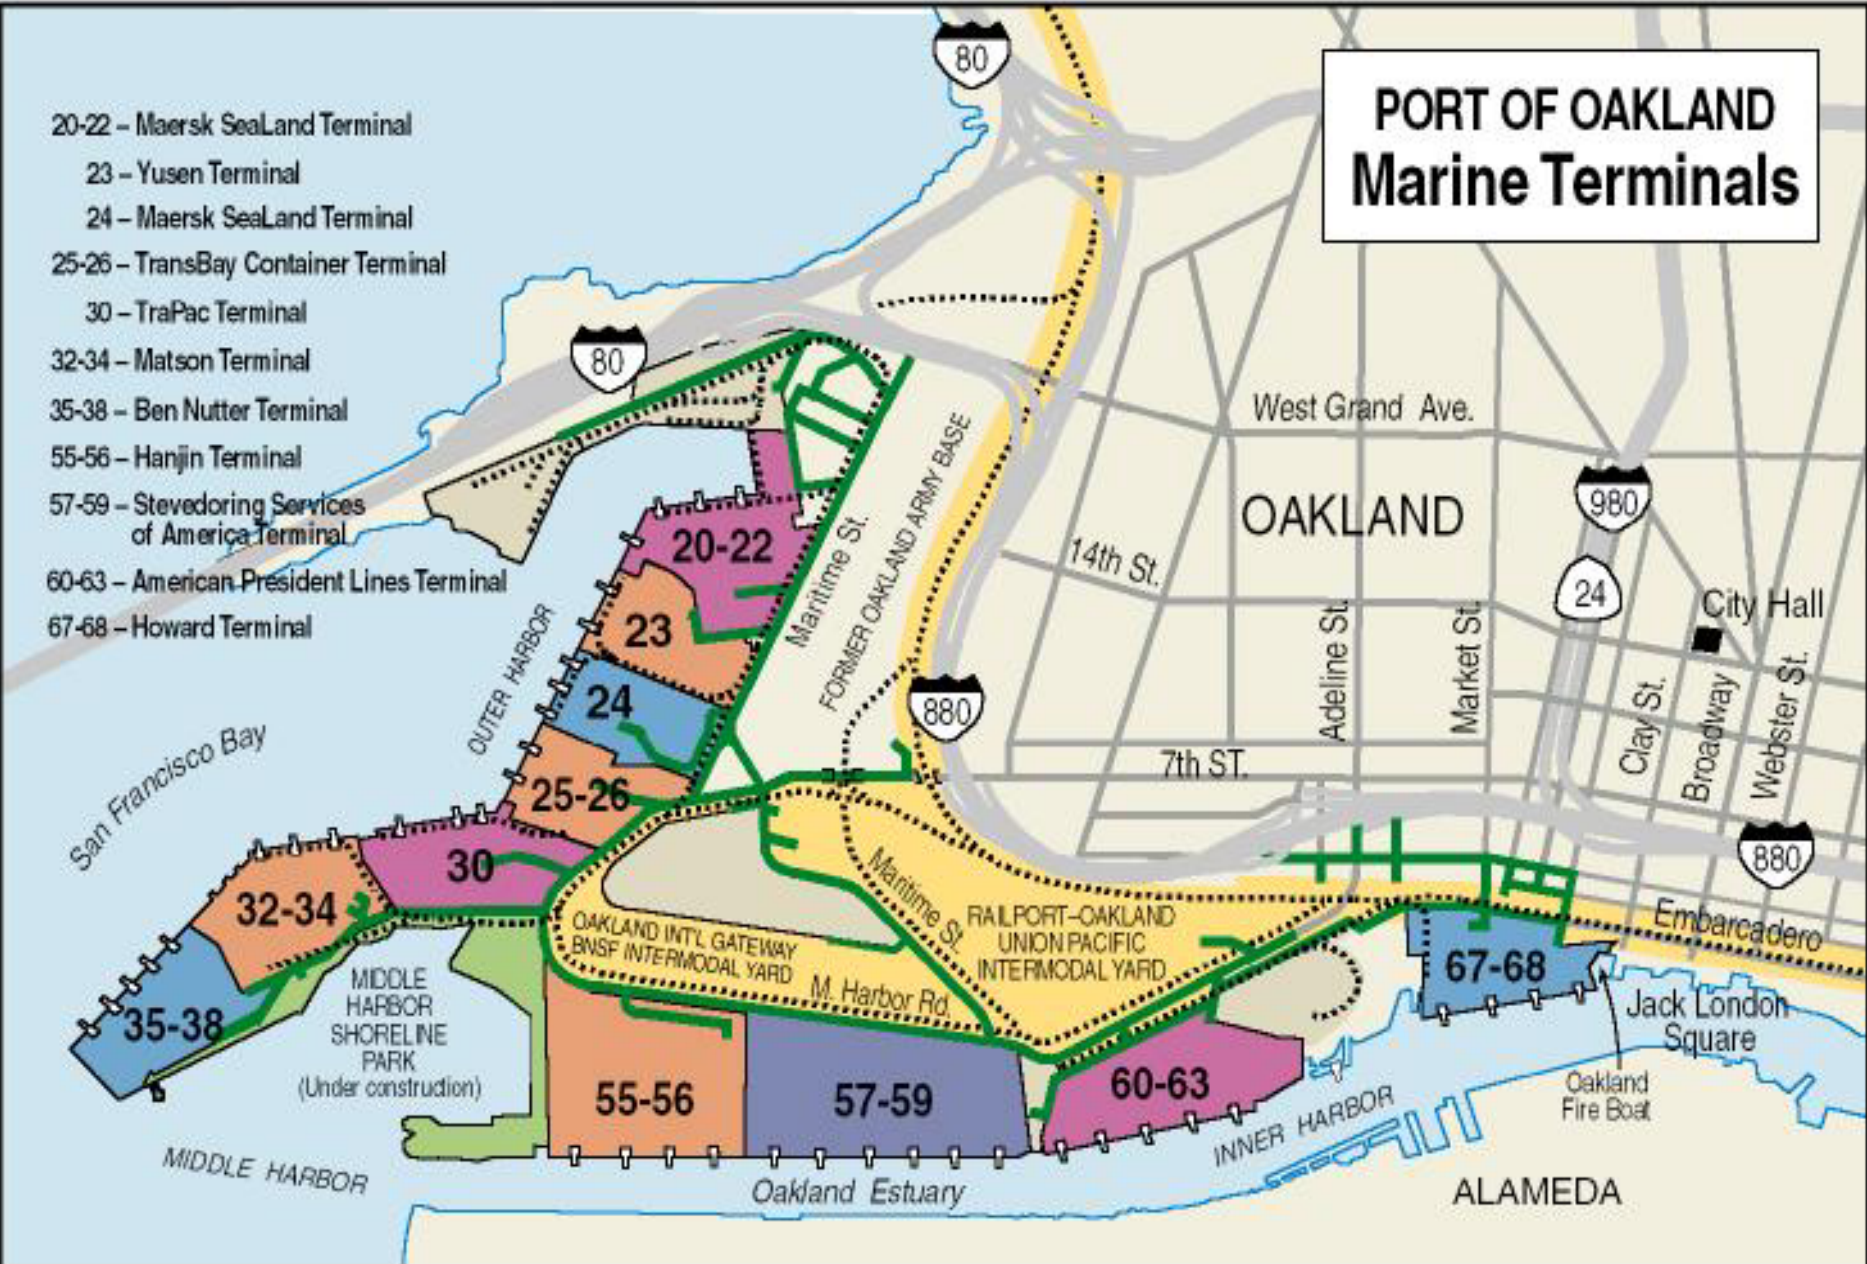 PORT OF OAKLAND
Marine Terminals
20-22 – Maersk SeaLand Terminal
23 – Yusen Terminal
24 – Maersk SeaLand Terminal
25-26 – TransBay Container Terminal
30 – TraPac Terminal
32-34 – Matson Terminal
35-38 – Ben Nutter Terminal
55-56 – Hanjin Terminal
57-59 – Stevedoring Services
of America Terminal
60-63 – American President Lines Terminal
67-68 – Howard Terminal
80
80
West Grand Ave.
OAKLAND
980
24
City Hall
14th St.
Adeline St.
Market St.
Clay St.
Broadway
Webster St.
7th ST.
880
880
FORMER OAKLAND ARMY BASE
Maritime St.
20-22
23
24
25-26
30
32-34
35-38
OUTER HARBOR
San Francisco Bay
Maritime St.
OAKLAND INT'L GATEWAY
BNSF INTERMODAL YARD
RAILPORT–OAKLAND
UNION PACIFIC
INTERMODAL YARD
M. Harbor Rd.
Embarcadero
67-68
MIDDLE
HARBOR
SHORELINE
PARK
(Under construction)
Jack London
Square
55-56
57-59
60-63
Oakland
Fire Boat
INNER HARBOR
MIDDLE HARBOR
Oakland Estuary
ALAMEDA